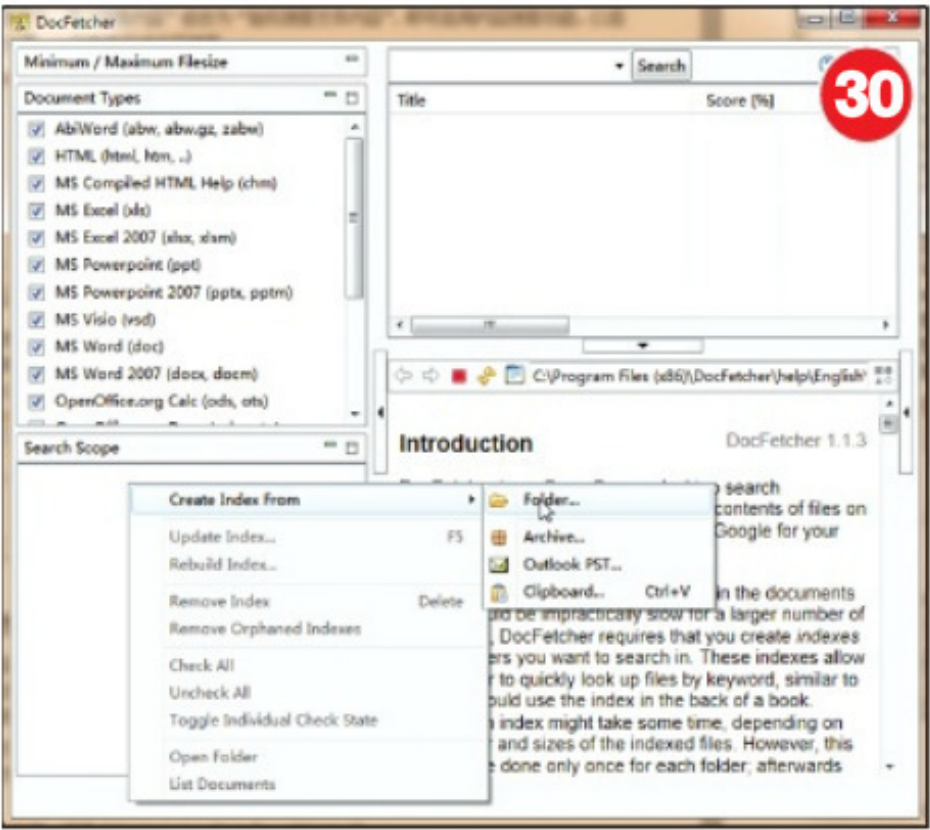 DocFetcher
Minimum / Maximum Filesize
Document Types
AbiWord (abw, abw.gz, zabw)
HTML (html, htm, ..)
MS Compiled HTML Help (chm)
MS Excel (xls)
MS Excel 2007 (xlsx, xlsm)
MS Powerpoint (ppt)
MS Powerpoint 2007 (pptx, pptm)
MS Visio (vsd)
MS Word (doc)
MS Word 2007 (docx, docm)
OpenOffice.org Calc (ods, ots)
Search Scope
Create Index From
Update Index... F5
Rebuild Index...
Remove Index Delete
Remove Orphaned Indexes
Check All
Uncheck All
Toggle Individual Check State
Open Folder
List Documents
Folder...
Archive...
Outlook PST...
Clipboard... Ctrl+V
Search
30
Title Score [%]
C:\Program Files (x86)\DocFetcher\help\English
Introduction DocFetcher 1.1.3
search
contents of files on
Google for your
in the documents
be impractically slow for a larger number of
, DocFetcher requires that you create indexes
you want to search in. These indexes allow
to quickly look up files by keyword, similar to
use the index in the back of a book.
index might take some time, depending on
and sizes of the indexed files. However, this
done only once for each folder; afterwards